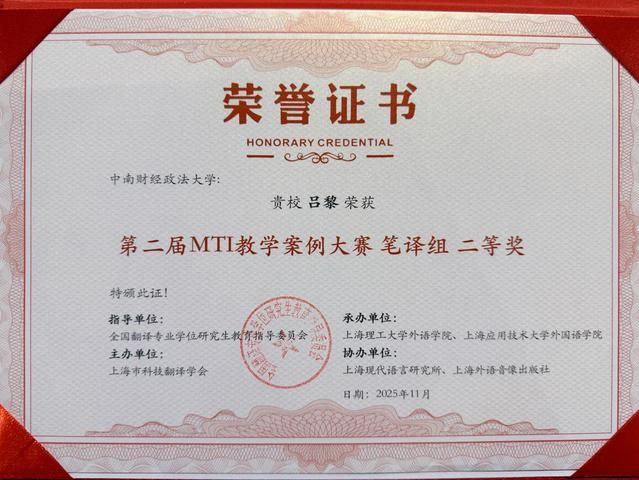 荣誉证书
HONORARY CREDENTIAL
中南财经政法大学:
贵校 吕黎 荣获
第二届MTI教学案例大赛 笔译组 二等奖
特颁此证!
指导单位:
全国翻译专业学位研究生教育指导委员会
主办单位:
上海市科技翻译学会
承办单位:
上海理工大学外语学院、上海应用技术大学外国语学院
协办单位:
上海现代语言研究所、上海外语音像出版社
日期: 2025年11月